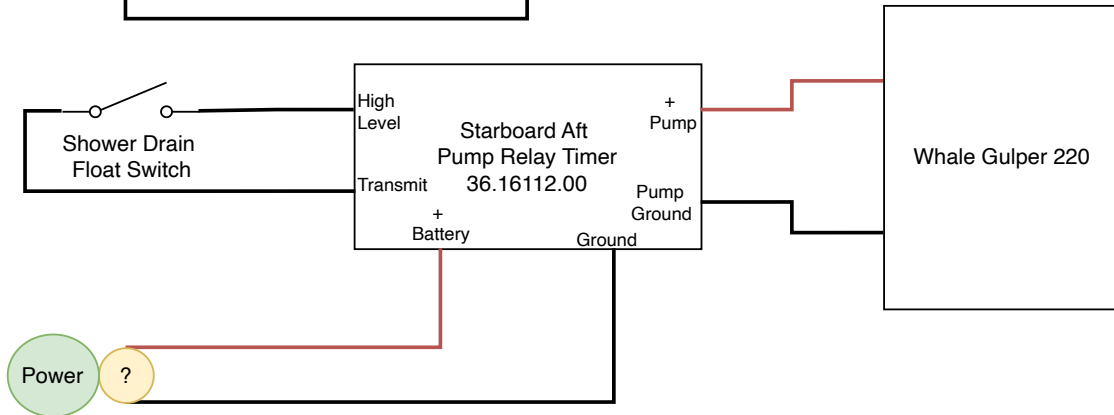 High
Level
+
Pump
Starboard Aft
Pump Relay Timer
36.16112.00
Shower Drain
Float Switch
Whale Gulper 220
Transmit
Pump
Ground
+
Battery
Ground
Power
?